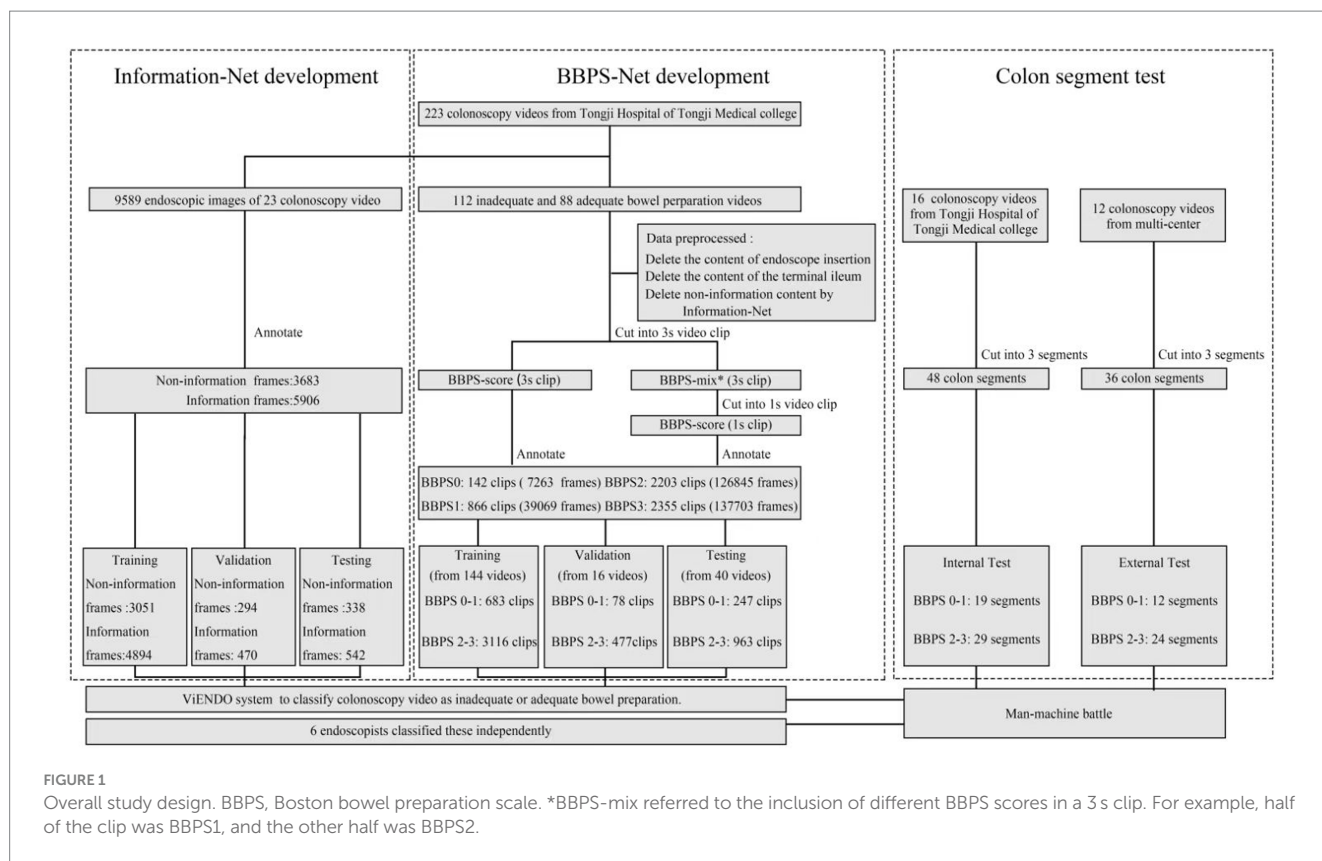 Information-Net development
BBPS-Net development
Colon segment test
223 colonoscopy videos from Tongji Hospital of Tongji Medical college
9589 endoscopic images of 23 colonoscopy video
112 inadequate and 88 adequate bowel perparation videos
16 colonoscopy videos
from Tongji Hospital of
Tongji Medical college
12 colonoscopy videos
from multi-center
Data preprocessed :
Delete the content of endoscope insertion
Delete the content of the terminal ileum
Delete non-information content by
Information-Net
Annotate
Cut into 3s video clip
Cut into 3 segments
Cut into 3 segments
Non-information frames:3683
Information frames:5906
BBPS-score (3s clip)
BBPS-mix* (3s clip)
48 colon segments
36 colon segments
Cut into 1s video clip
BBPS-score (1s clip)
Annotate
Annotate
BBPS0: 142 clips ( 7263 frames) BBPS2: 2203 clips (126845 frames)
BBPS1: 866 clips (39069 frames) BBPS3: 2355 clips (137703 frames)
Training
Non-information
frames :3051
Information
frames:4894
Validation
Non-information
frames :294
Information
frames: 470
Testing
Non-information
frames :338
Information
frames: 542
Training
(from 144 videos)
BBPS 0-1: 683 clips
BBPS 2-3: 3116 clips
Validation
(from 16 videos)
BBPS 0-1: 78 clips
BBPS 2-3: 477clips
Testing
(from 40 videos)
BBPS 0-1: 247 clips
BBPS 2-3: 963 clips
Internal Test
BBPS 0-1: 19 segments
BBPS 2-3: 29 segments
External Test
BBPS 0-1: 12 segments
BBPS 2-3: 24 segments
ViENDO system to classify colonoscopy video as inadequate or adequate bowel preparation.
6 endoscopists classified these independently
Man-machine battle
FIGURE 1
Overall study design. BBPS, Boston bowel preparation scale. *BBPS-mix referred to the inclusion of different BBPS scores in a 3 s clip. For example, half
of the clip was BBPS1, and the other half was BBPS2.